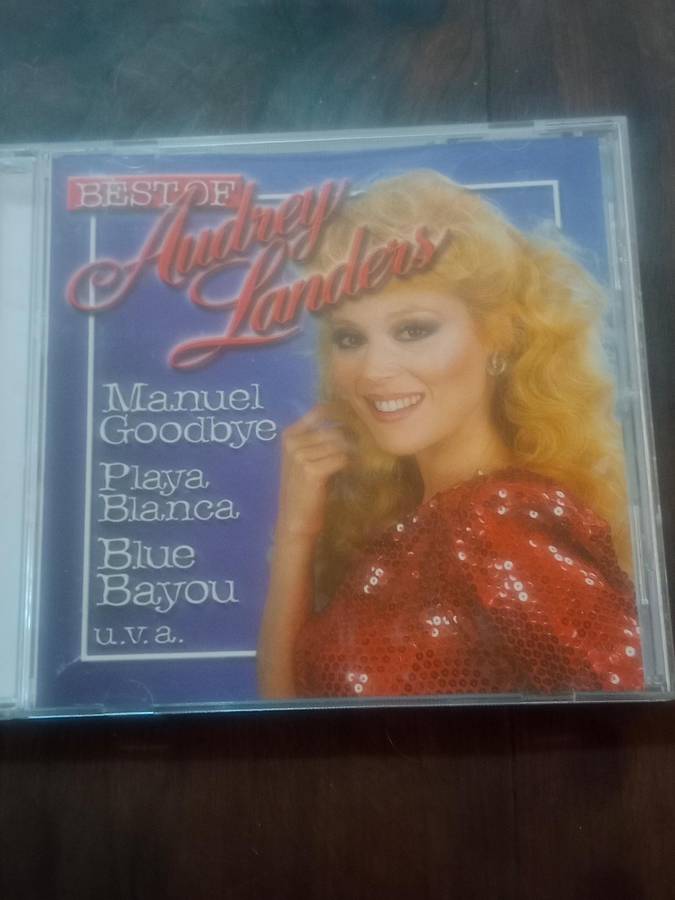 BEST OF
Audrey
Landers
Manuel
Goodbye
Playa
Blanca
Blue
Bayou
u.v.a.